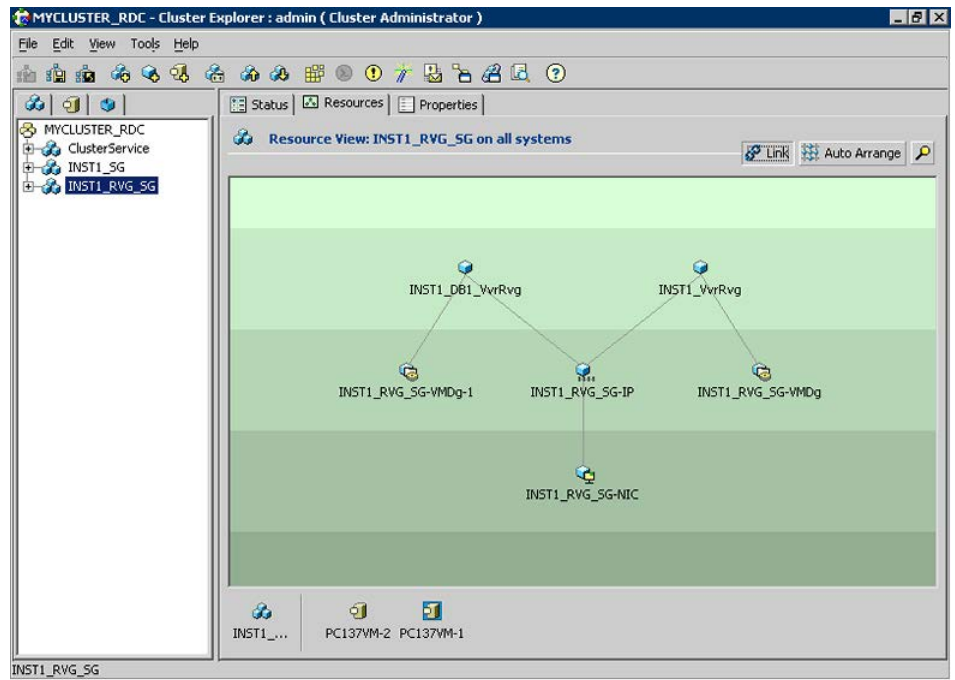 MYCLUSTER_RDC - Cluster Explorer : admin ( Cluster Administrator )
File Edit View Tools Help
Status Resources Properties
MYCLUSTER_RDC
ClusterService
INST1_SG
INST1_RVG_SG
Resource View: INST1_RVG_SG on all systems
Link Auto Arrange
INST1_DB1_VvrRvg INST1_VvrRvg
INST1_RVG_SG-VMDg-1 INST1_RVG_SG-IP INST1_RVG_SG-VMDg
INST1_RVG_SG-NIC
INST1_... PC137VM-2 PC137VM-1
INST1_RVG_SG